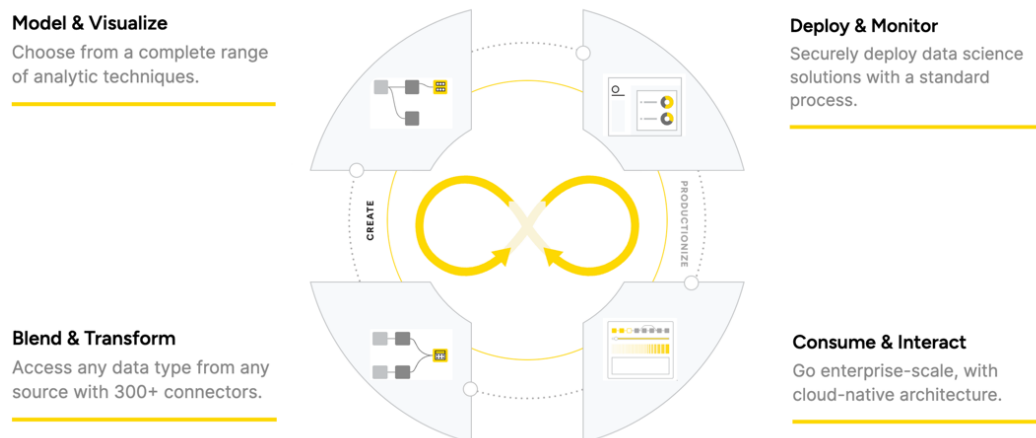 Model & Visualize
Choose from a complete range
of analytic techniques.
Deploy & Monitor
Securely deploy data science
solutions with a standard
process.
CREATE
PRODUCTIONIZE
Blend & Transform
Access any data type from any
source with 300+ connectors.
Consume & Interact
Go enterprise-scale, with
cloud-native architecture.